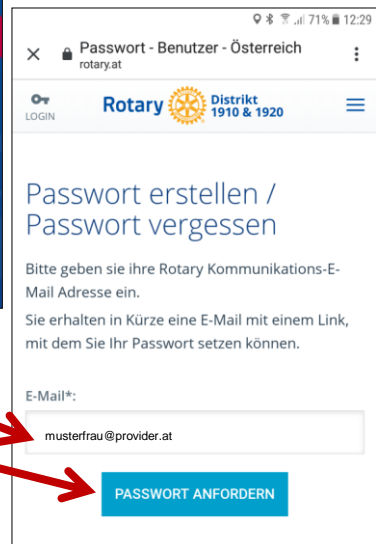 71% 12:29
Passwort - Benutzer - Österreich
rotary.at
LOGIN
Rotary Distrikt
1910 & 1920
Passwort erstellen /
Passwort vergessen
Bitte geben sie ihre Rotary Kommunikations-E-
Mail Adresse ein.
Sie erhalten in Kürze eine E-Mail mit einem Link,
mit dem Sie Ihr Passwort setzen können.
E-Mail*:
musterfrau@provider.at
PASSWORT ANFORDERN